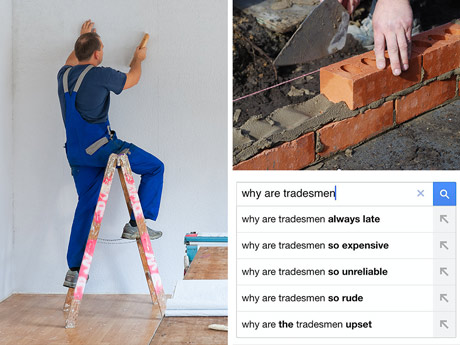 why are tradesmen
why are tradesmen always late
why are tradesmen so expensive
why are tradesmen so unreliable
why are tradesmen so rude
why are the tradesmen upset